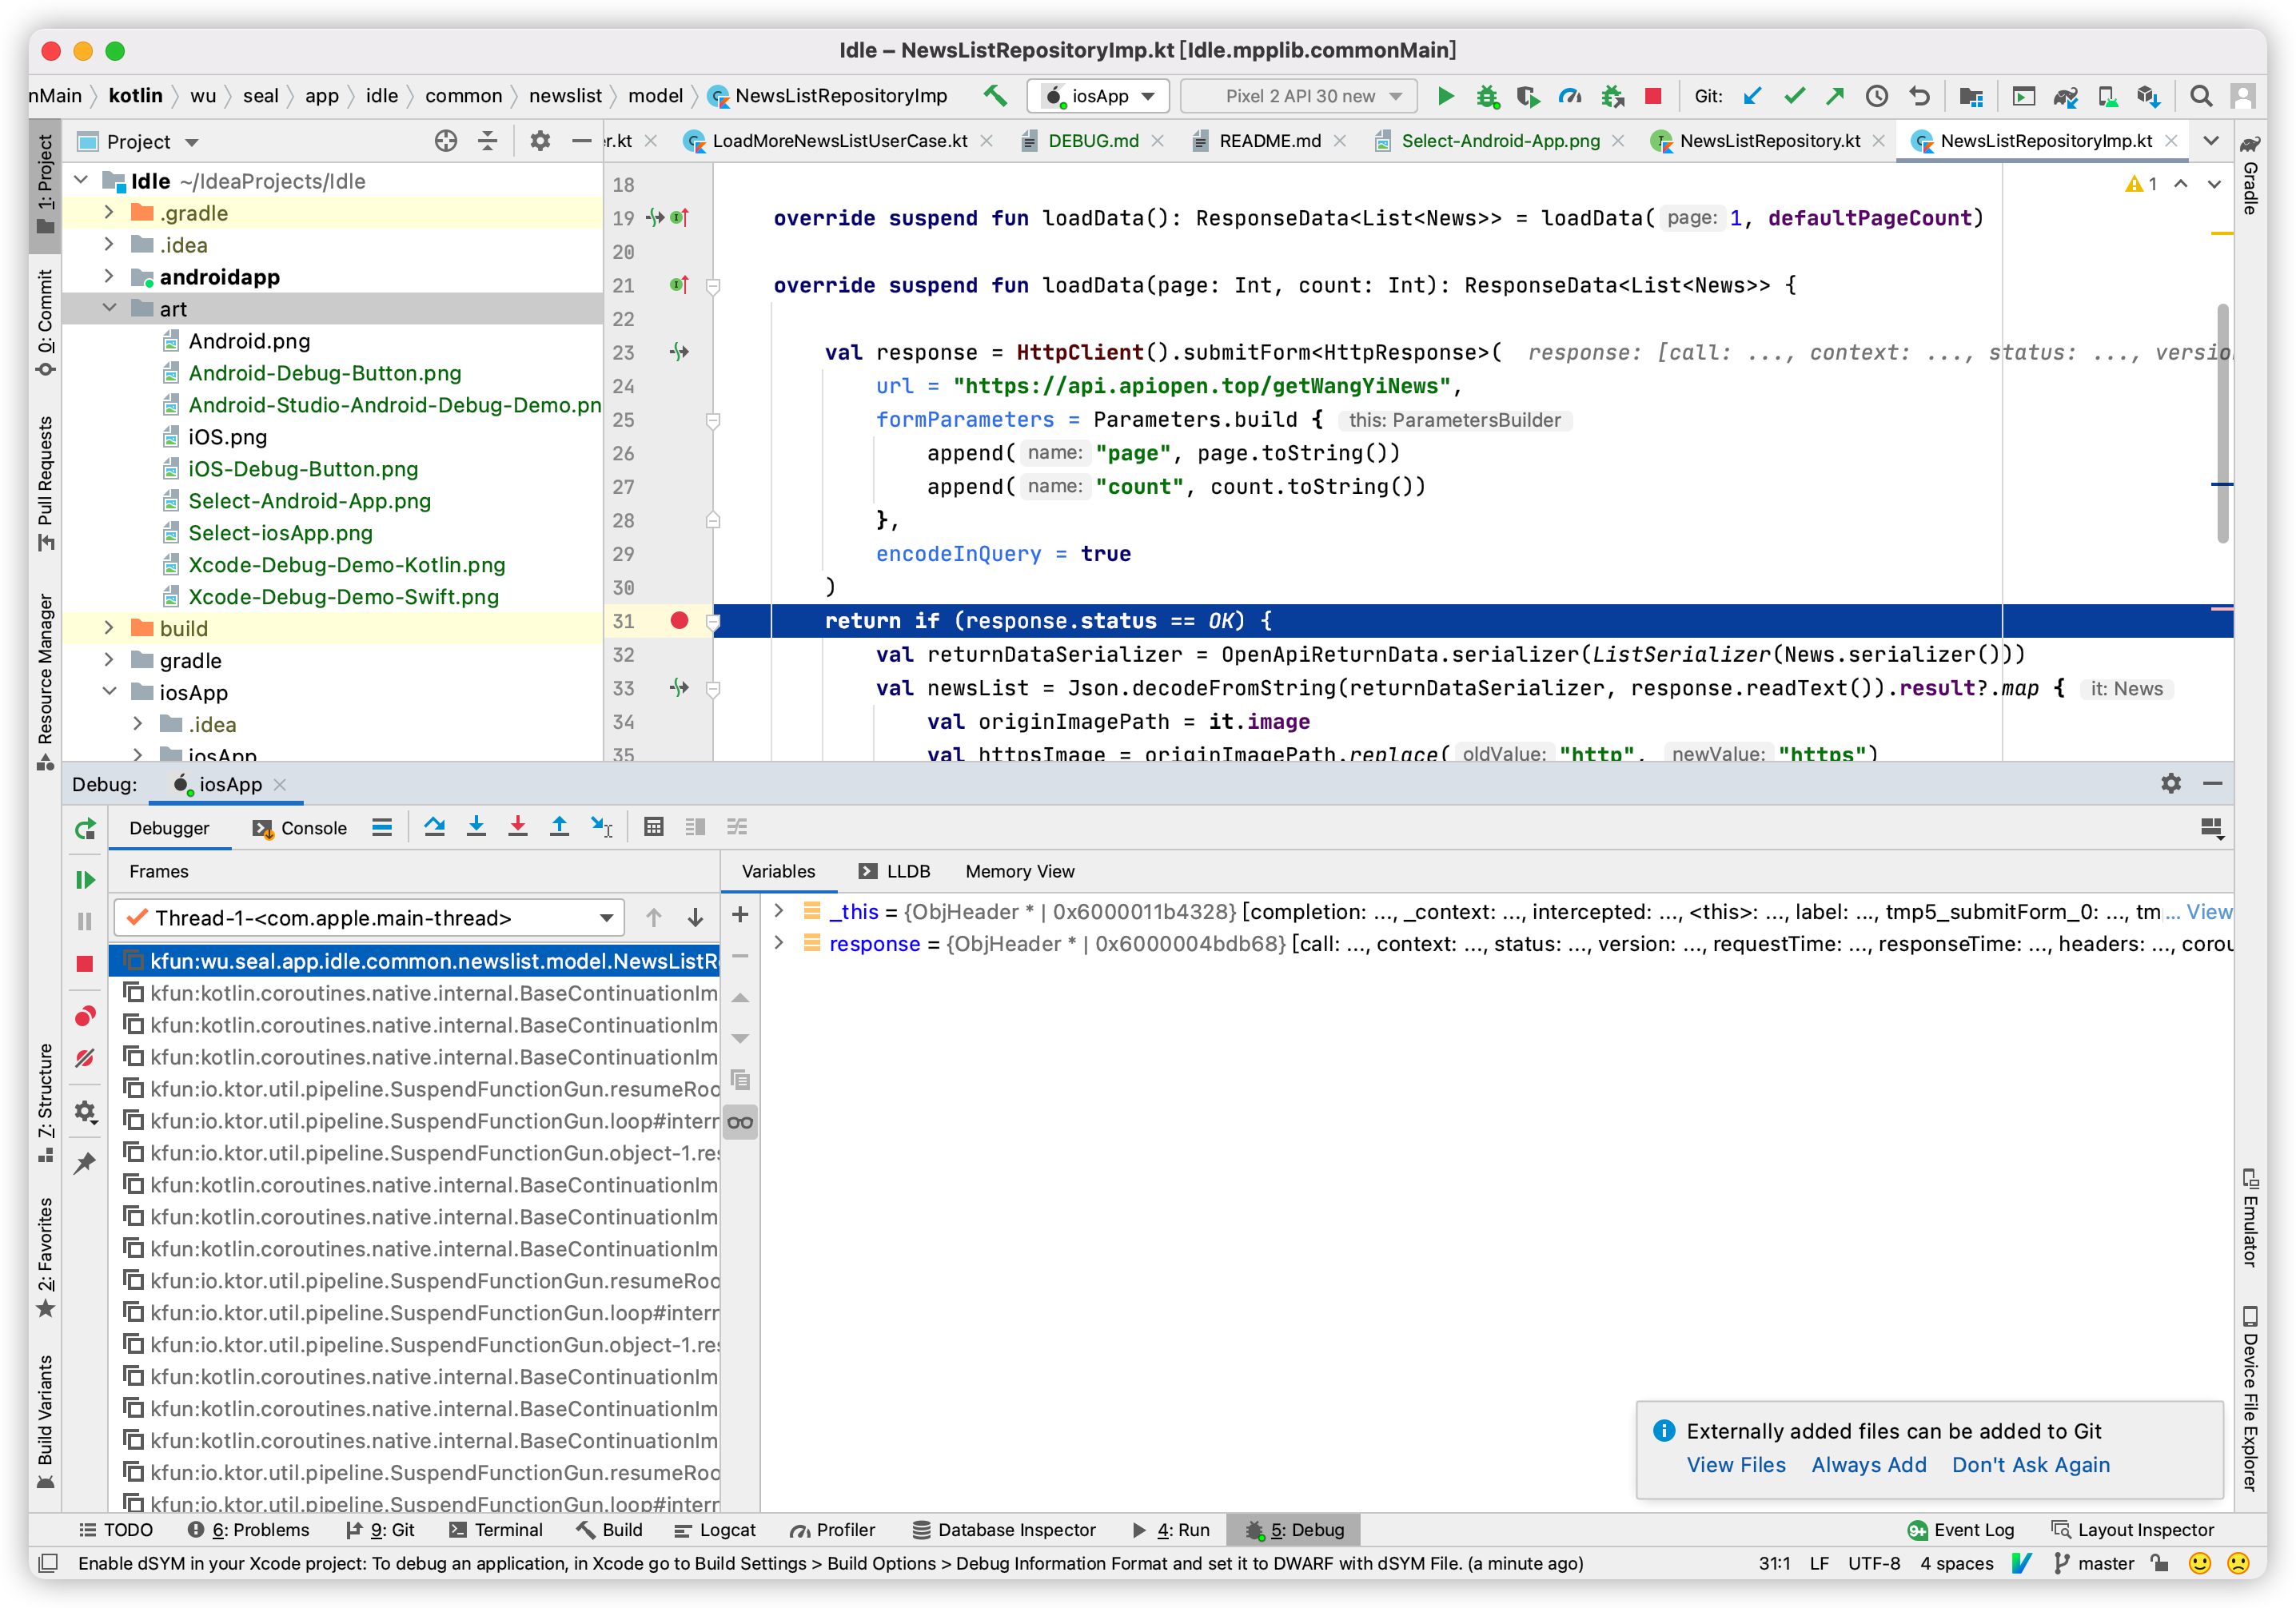 Idle – NewsListRepositoryImp.kt [Idle.mpplib.commonMain]
nMain kotlin wu seal app idle common newslist model NewsListRepositoryImp iosApp Pixel 2 API 30 new Git:
Project
r.kt LoadMoreNewsListUserCase.kt DEBUG.md README.md Select-Android-App.png NewsListRepository.kt NewsListRepositoryImp.kt
1: Project
0: Commit
Pull Requests
Resource Manager
Z: Structure
2: Favorites
Build Variants
Idle ~/IdeaProjects/Idle
.gradle
.idea
androidapp
art
Android.png
Android-Debug-Button.png
Android-Studio-Android-Debug-Demo.pn
iOS.png
iOS-Debug-Button.png
Select-Android-App.png
Select-iosApp.png
Xcode-Debug-Demo-Kotlin.png
Xcode-Debug-Demo-Swift.png
build
gradle
iosApp
.idea
iosApp
1
18
19 override suspend fun loadData(): ResponseData<List<News>> = loadData( page: 1, defaultPageCount)
20
21 override suspend fun loadData(page: Int, count: Int): ResponseData<List<News>> {
22
23 val response = HttpClient().submitForm<HttpResponse>( response: [call: ..., context: ..., status: ..., versio
24 url = "https://api.apiopen.top/getWangYiNews",
25 formParameters = Parameters.build { this: ParametersBuilder
26 append( name: "page", page.toString())
27 append( name: "count", count.toString())
28 },
29 encodeInQuery = true
30 )
31 return if (response.status == OK) {
32 val returnDataSerializer = OpenApiReturnData.serializer(ListSerializer(News.serializer()))
33 val newsList = Json.decodeFromString(returnDataSerializer, response.readText()).result?.map { it: News
34 val originImagePath = it.image
35 val httpsImage = originImagePath.replace( oldValue: "http", newValue: "https")
Gradle
Emulator
Device File Explorer
Debug: iosApp
Debugger Console
Frames
Variables LLDB Memory View
Thread-1-<com.apple.main-thread>
kfun:wu.seal.app.idle.common.newslist.model.NewsListR
kfun:kotlin.coroutines.native.internal.BaseContinuationIm
kfun:kotlin.coroutines.native.internal.BaseContinuationIm
kfun:kotlin.coroutines.native.internal.BaseContinuationIm
kfun:io.ktor.util.pipeline.SuspendFunctionGun.resumeRoo
kfun:io.ktor.util.pipeline.SuspendFunctionGun.loop#interr
kfun:io.ktor.util.pipeline.SuspendFunctionGun.object-1.res
kfun:kotlin.coroutines.native.internal.BaseContinuationIm
kfun:kotlin.coroutines.native.internal.BaseContinuationIm
kfun:kotlin.coroutines.native.internal.BaseContinuationIm
kfun:io.ktor.util.pipeline.SuspendFunctionGun.resumeRoo
kfun:io.ktor.util.pipeline.SuspendFunctionGun.loop#interr
kfun:io.ktor.util.pipeline.SuspendFunctionGun.object-1.res
kfun:kotlin.coroutines.native.internal.BaseContinuationIm
kfun:kotlin.coroutines.native.internal.BaseContinuationIm
kfun:kotlin.coroutines.native.internal.BaseContinuationIm
kfun:io.ktor.util.pipeline.SuspendFunctionGun.resumeRoo
kfun:io.ktor.util.pipeline.SuspendFunctionGun.loop#interr
_this = {ObjHeader * | 0x6000011b4328} [completion: ..., _context: ..., intercepted: ..., <this>: ..., label: ..., tmp5_submitForm_0: ..., tm... View
response = {ObjHeader * | 0x6000004bdb68} [call: ..., context: ..., status: ..., version: ..., requestTime: ..., responseTime: ..., headers: ..., corou
Externally added files can be added to Git
View Files Always Add Don't Ask Again
TODO 6: Problems 9: Git Terminal Build Logcat Profiler Database Inspector 4: Run 5: Debug 9+ Event Log Layout Inspector
Enable dSYM in your Xcode project: To debug an application, in Xcode go to Build Settings > Build Options > Debug Information Format and set it to DWARF with dSYM File. (a minute ago) 31:1 LF UTF-8 4 spaces master